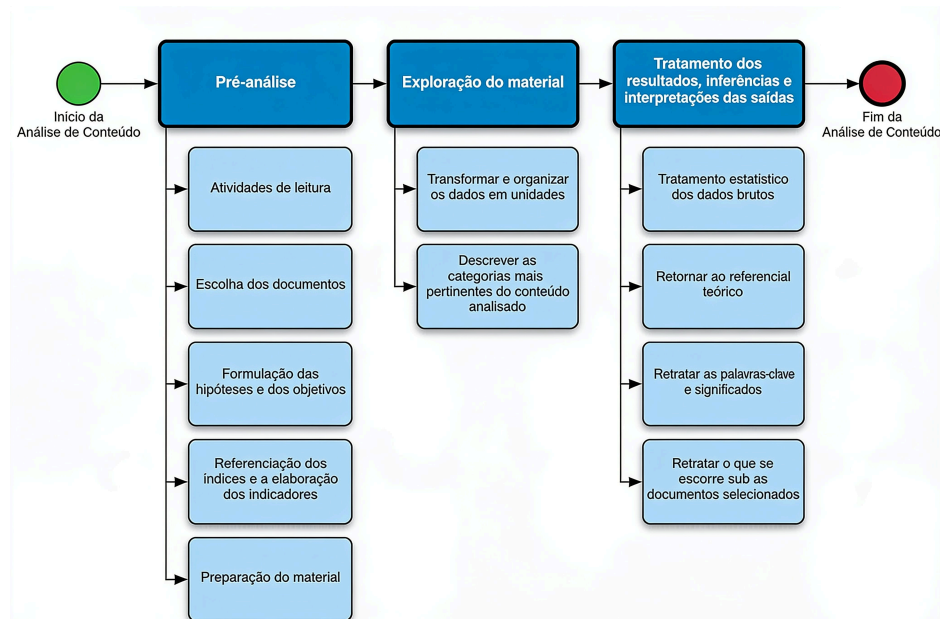 Início da
Análise de Conteúdo
Pré-análise
Atividades de leitura
Escolha dos documentos
Formulação das
hipóteses e dos objetivos
Referenciação dos
índices e a elaboração
dos indicadores
Preparação do material
Exploração do material
Transformar e organizar
os dados em unidades
Descrever as
categorias mais
pertinentes do conteúdo
analisado
Tratamento dos
resultados, inferências e
interpretações das saídas
Tratamento estatistico
dos dados brutos
Retornar ao referencial
teórico
Retratar as palavras-clave
e significados
Retratar o que se
escorre sub as
documentos selecionados
Fim da
Análise de Conteúdo